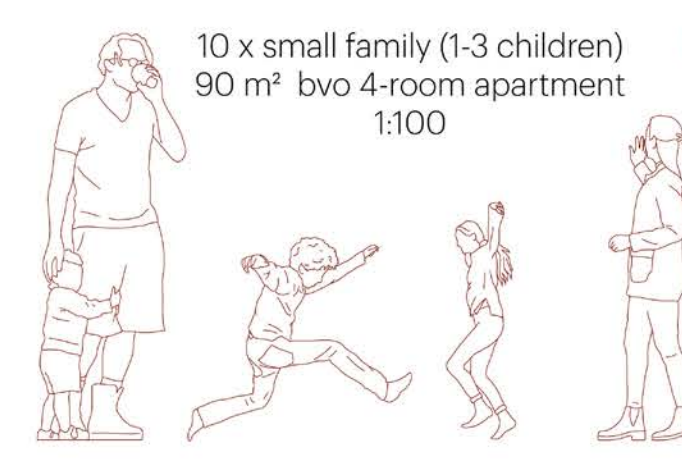 10 x small family (1-3 children)
90 m² bvo 4-room apartment
1:100